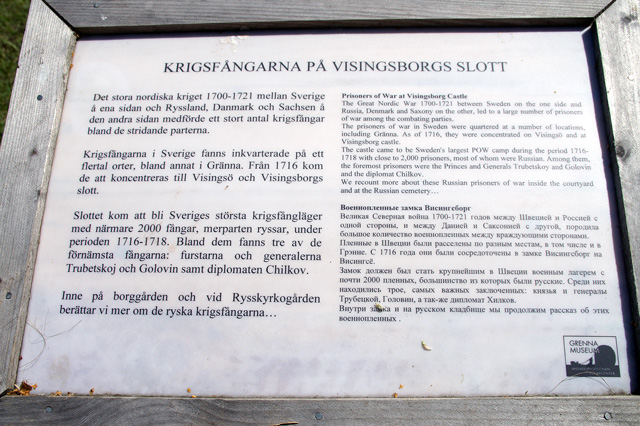 KRIGSFÅNGARNA PÅ VISINGSBORGS SLOTT
Det stora nordiska kriget 1700-1721 mellan Sverige
å ena sidan och Ryssland, Danmark och Sachsen å
den andra sidan medförde ett stort antal krigsfångar
bland de stridande parterna.
Krigsfångarna i Sverige fanns inkvarterade på ett
flertal orter, bland annat i Gränna. Från 1716 kom
de att koncentreras till Visingsö och Visingsborgs
slott.
Slottet kom att bli Sveriges största krigsfångläger
med närmare 2000 fångar, merparten ryssar, under
perioden 1716-1718. Bland dem fanns tre av de
förnämsta fångarna: furstarna och generalerna
Trubetskoj och Golovin samt diplomaten Chilkov.
Inne på borggården och vid Rysskyrkogården
berättar vi mer om de ryska krigsfångarna…
Prisoners of War at Visingsborg Castle
The Great Nordic War 1700-1721 between Sweden on the one side and
Russia, Denmark and Saxony on the other, led to a large number of prisoners
of war among the combating parties.
The prisoners of war in Sweden were quartered at a number of locations,
including Gränna. As of 1716, they were concentrated on Visingsö and at
Visingsborg castle.
The castle came to be Sweden's largest POW camp during the period 1716-
1718 with close to 2,000 prisoners, most of whom were Russian. Among them,
the foremost prisoners were the Princes and Generals Trubetskoy and Golovin
and the diplomat Chilkov.
We recount more about these Russian prisoners of war inside the courtyard
and at the Russian cemetery…
Военнопленные замка Висингсборг
Великая Северная война 1700-1721 годов между Швецией и Россией с
одной стороны, и между Данией и Саксонией с другой, породила
большое количество военнопленных между враждующими сторонами.
Пленные в Швеции были расселены по разным местам, в том числе и в
Грэнне. С 1716 года они были сосредоточены в замке Висингсборг на
Висингсё.
Замок должен был стать крупнейшим в Швеции военным лагерем с
почти 2000 пленных, большинство из которых были русские. Среди них
находились трое, самых важных заключенных: князья и генералы
Трубецкой, Головин, а так-же дипломат Хилков.
Внутри замка и на русском кладбище мы продолжим рассказ об этих
военнопленных .
GRENNA
MUSEUM